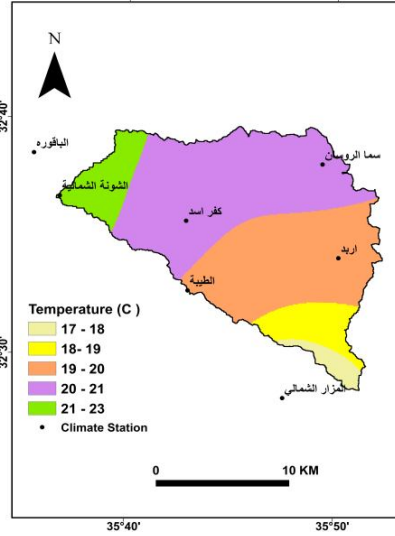 N
32°40'
الباقوره
سما الروسان
الشونة الشمالية
كفر اسد
اربد
الطيبة
Temperature (C )
17 - 18
18- 19
19 - 20
20 - 21
21 - 23
Climate Station
32°30'
المزار الشمالي
0 10 KM
35°40' 35°50'